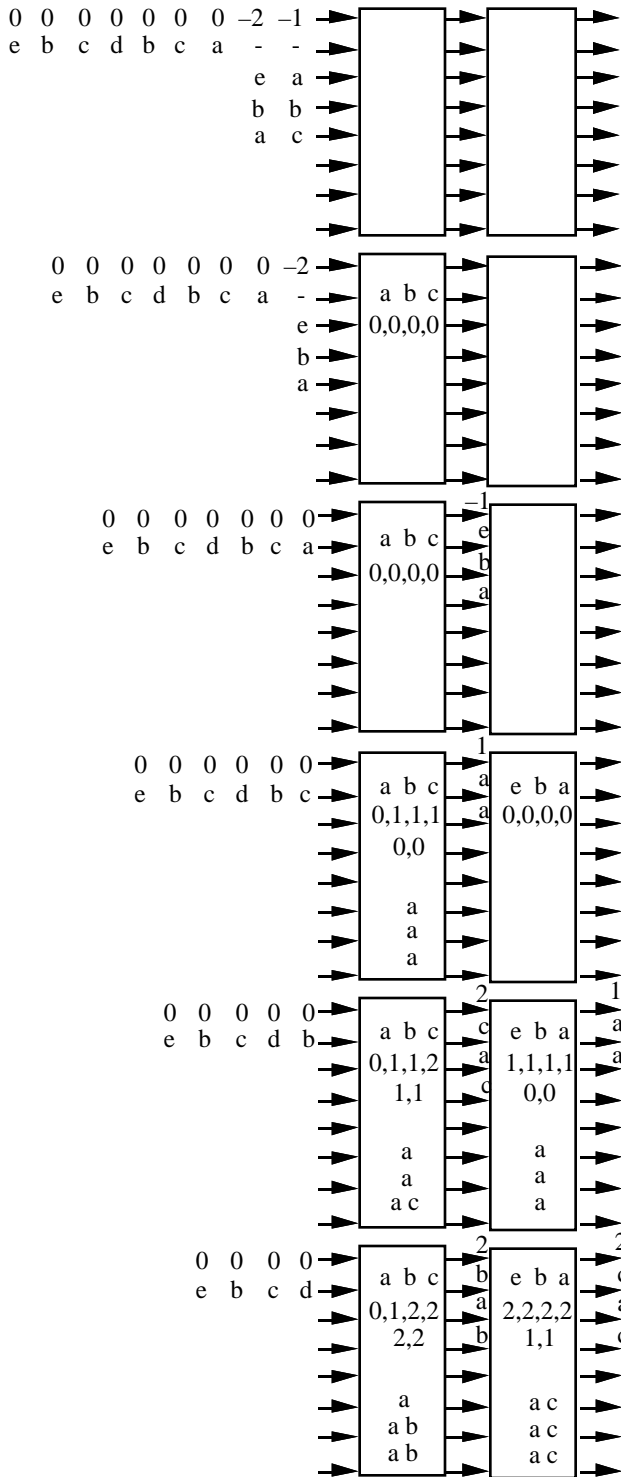 0 0 0 0 0 0 0 –2 –1
e b c d b c a - -
e a
b b
a c
0 0 0 0 0 0 0 –2
e b c d b c a - a b c
e 0,0,0,0
b
a
0 0 0 0 0 0 0 –1
e b c d b c a a b c e
0,0,0,0 b
a
0 0 0 0 0 0 1
e b c d b c a b c a e b a
0,1,1,1 a 0,0,0,0
0,0
a
a
a
0 0 0 0 0 2 1
e b c d b a b c c e b a a
0,1,1,2 a 1,1,1,1 a
1,1 c 0,0
a a
a a
a c a
0 0 0 0 2 2
e b c d a b c b e b a c
0,1,2,2 a 2,2,2,2 a
2,2 b 1,1 c
a a c
a b a c
a b a c